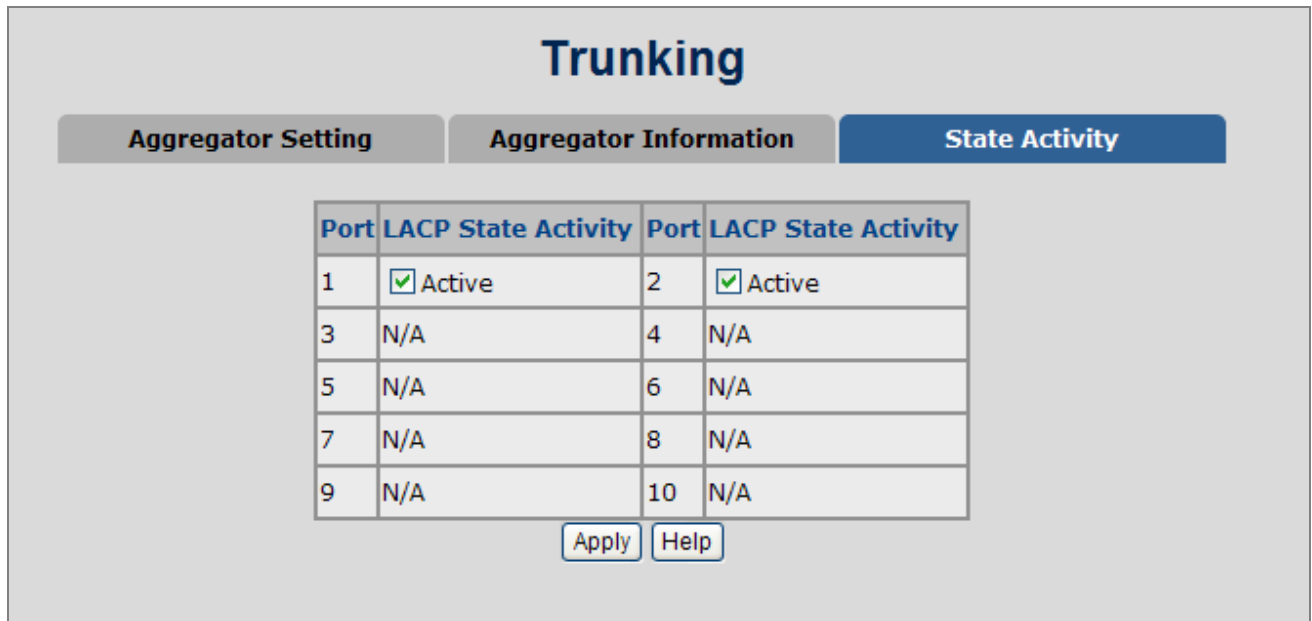 Trunking
Aggregator Setting Aggregator Information State Activity
Port LACP State Activity Port LACP State Activity
1 Active 2 Active
3 N/A 4 N/A
5 N/A 6 N/A
7 N/A 8 N/A
9 N/A 10 N/A
Apply Help